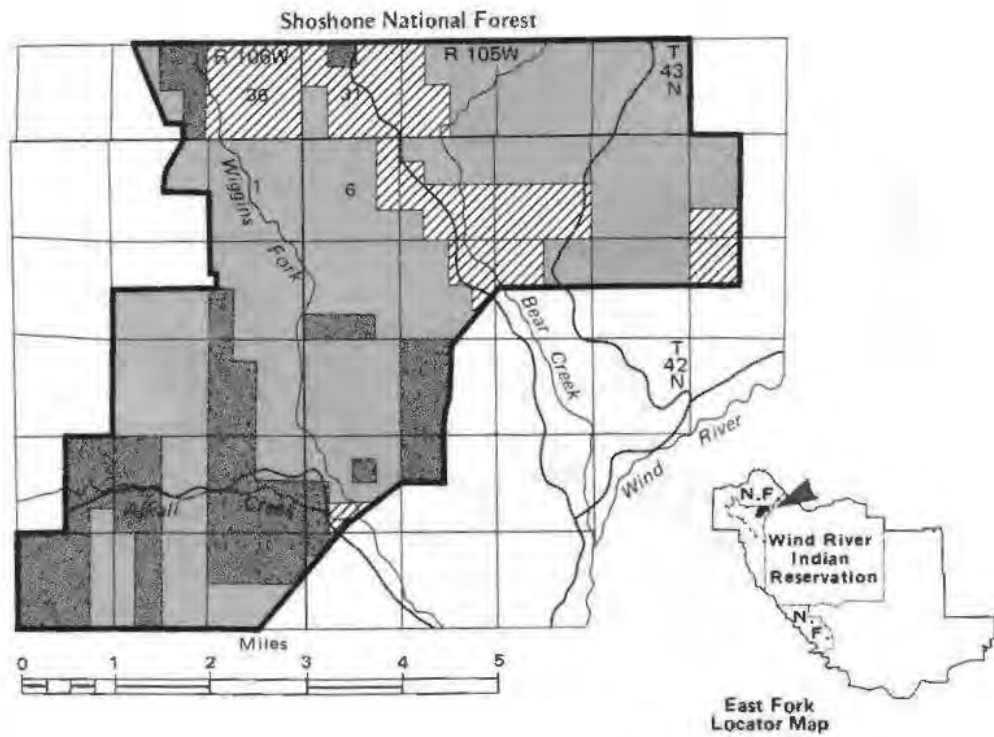 Shoshone National Forest
R 106W
R 105W
T
43
N
36
31
Wiggins
Fork
1
6
Bear
Creek
T
42
N
Wind
River
Creek
Miles
0 1 2 3 4 5
N.F.
Wind River
Indian
Reservation
N.
F.
East Fork
Locator Map